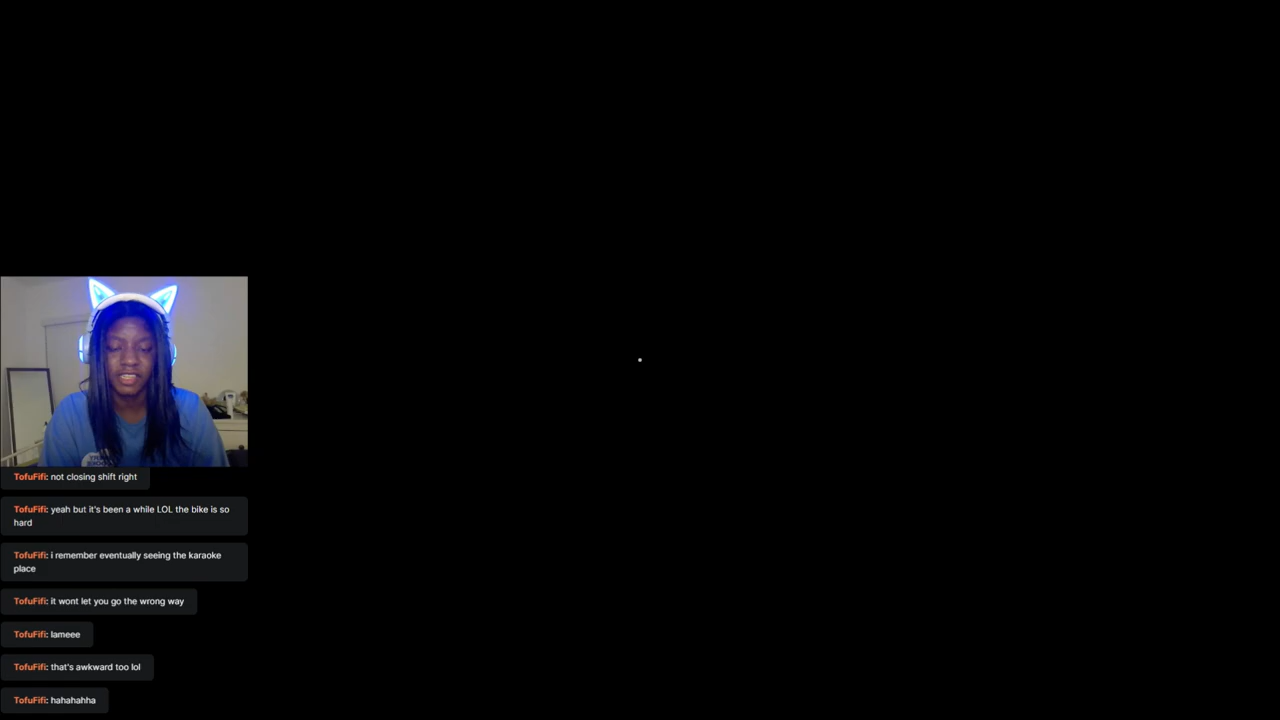 TofuFifi: not closing shift right
TofuFifi: yeah but it's been a while LOL the bike is so
hard
TofuFifi: i remember eventually seeing the karaoke
place
TofuFifi: it wont let you go the wrong way
TofuFifi: lameee
TofuFifi: that's awkward too lol
TofuFifi: hahahahha